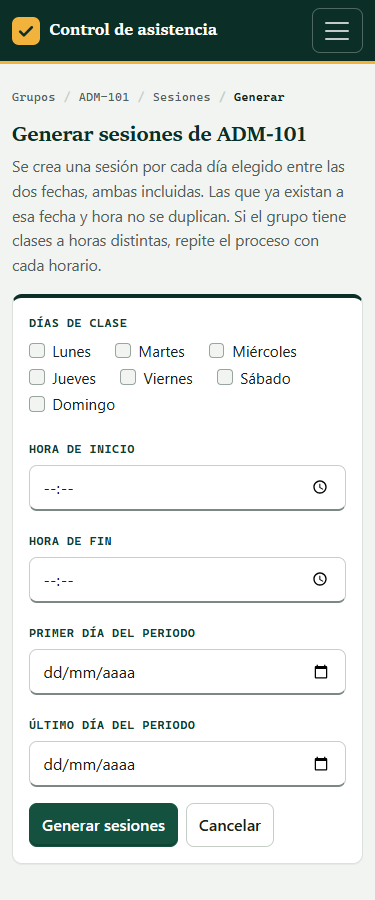 Control de asistencia
Grupos / ADM-101 / Sesiones / Generar
Generar sesiones de ADM-101
Se crea una sesión por cada día elegido entre las
dos fechas, ambas incluidas. Las que ya existan a
esa fecha y hora no se duplican. Si el grupo tiene
clases a horas distintas, repite el proceso con
cada horario.
DÍAS DE CLASE
Lunes Martes Miércoles
Jueves Viernes Sábado
Domingo
HORA DE INICIO
--:--
HORA DE FIN
--:--
PRIMER DÍA DEL PERIODO
dd/mm/aaaa
ÚLTIMO DÍA DEL PERIODO
dd/mm/aaaa
Generar sesiones Cancelar